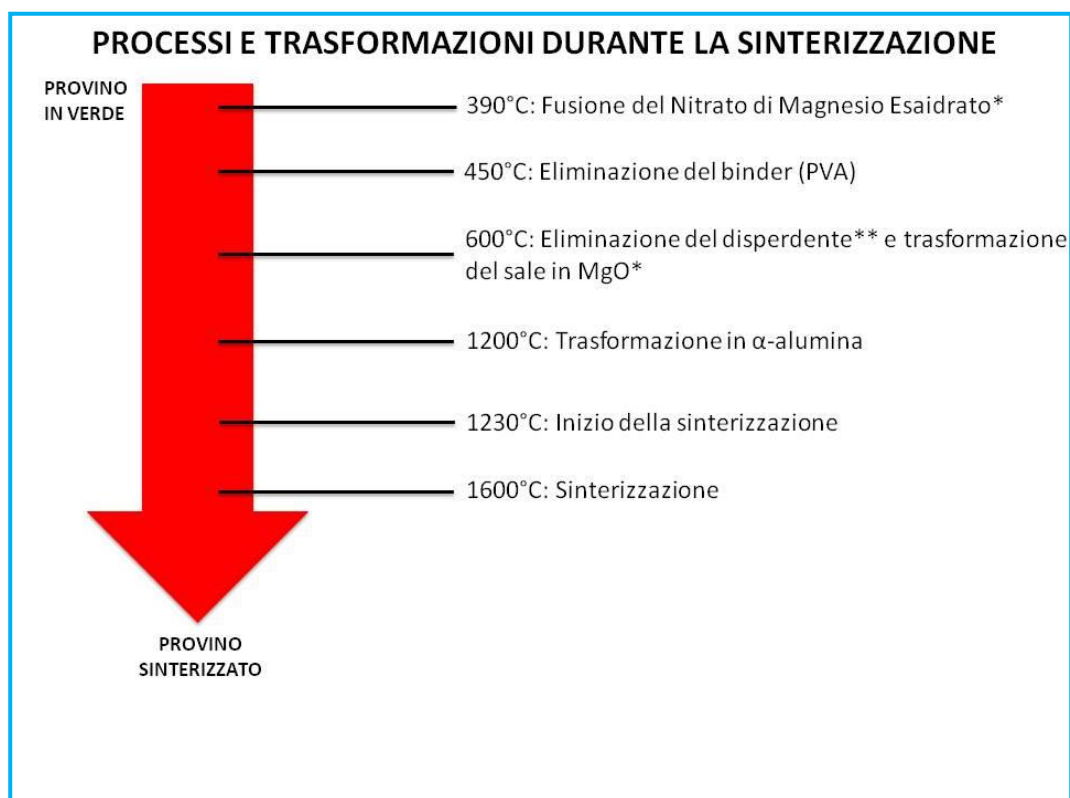 PROCESSI E TRASFORMAZIONI DURANTE LA SINTERIZZAZIONE
PROVINO
IN VERDE
390°C: Fusione del Nitrato di Magnesio Esaidrato*
450°C: Eliminazione del binder (PVA)
600°C: Eliminazione del disperdente** e trasformazione
del sale in MgO*
1200°C: Trasformazione in α-alumina
1230°C: Inizio della sinterizzazione
1600°C: Sinterizzazione
PROVINO
SINTERIZZATO